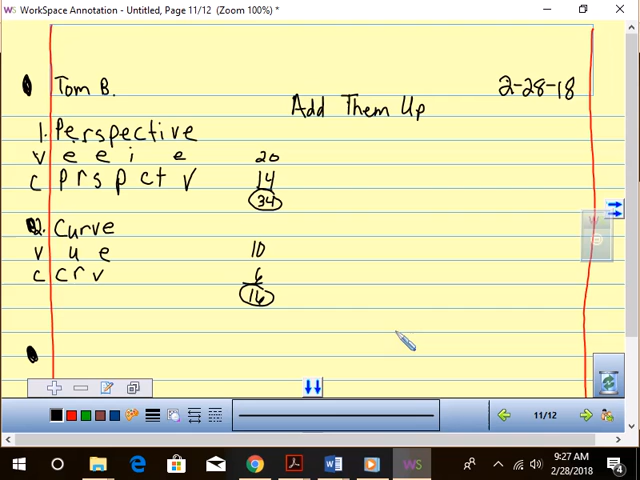 WorkSpace Annotation - Untitled, Page 11/12 (Zoom 100%) *
Tom B.
2-28-18
Add Them Up
1. Perspective
V e e i e 20
C p r s p c t v 14
34
2. Curve
V u e 10
C c r v 6
16
11/12
9:27 AM
2/28/2018
4